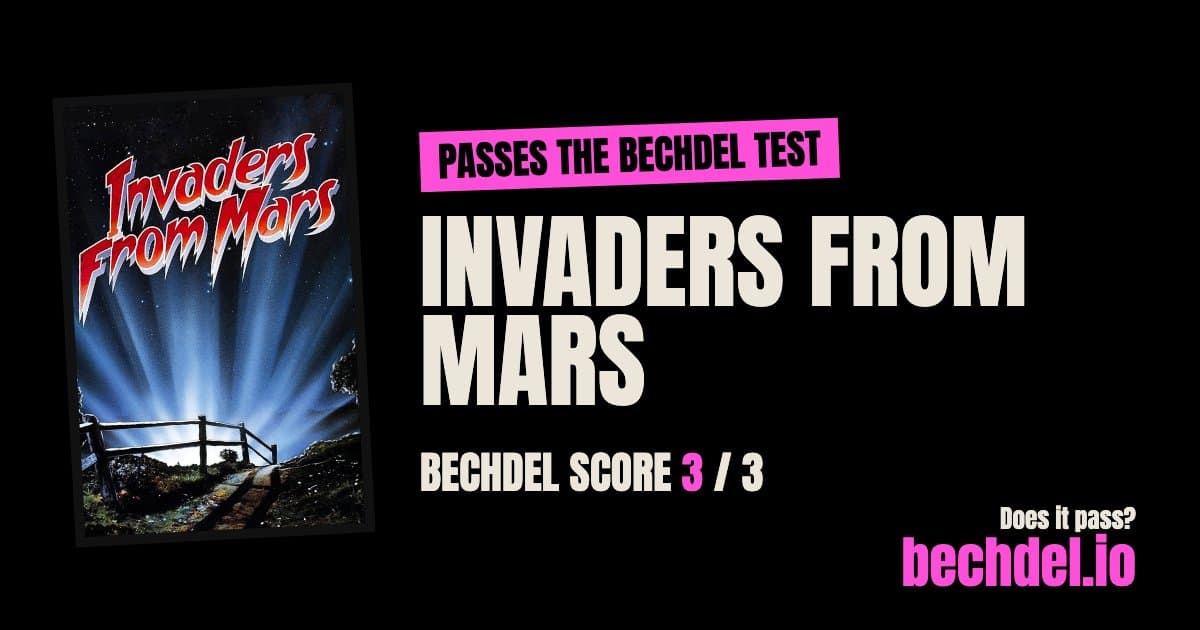 Invaders
From Mars
PASSES THE BECHDEL TEST
INVADERS FROM
MARS
BECHDEL SCORE 3 / 3
Does it pass?
bechdel.io